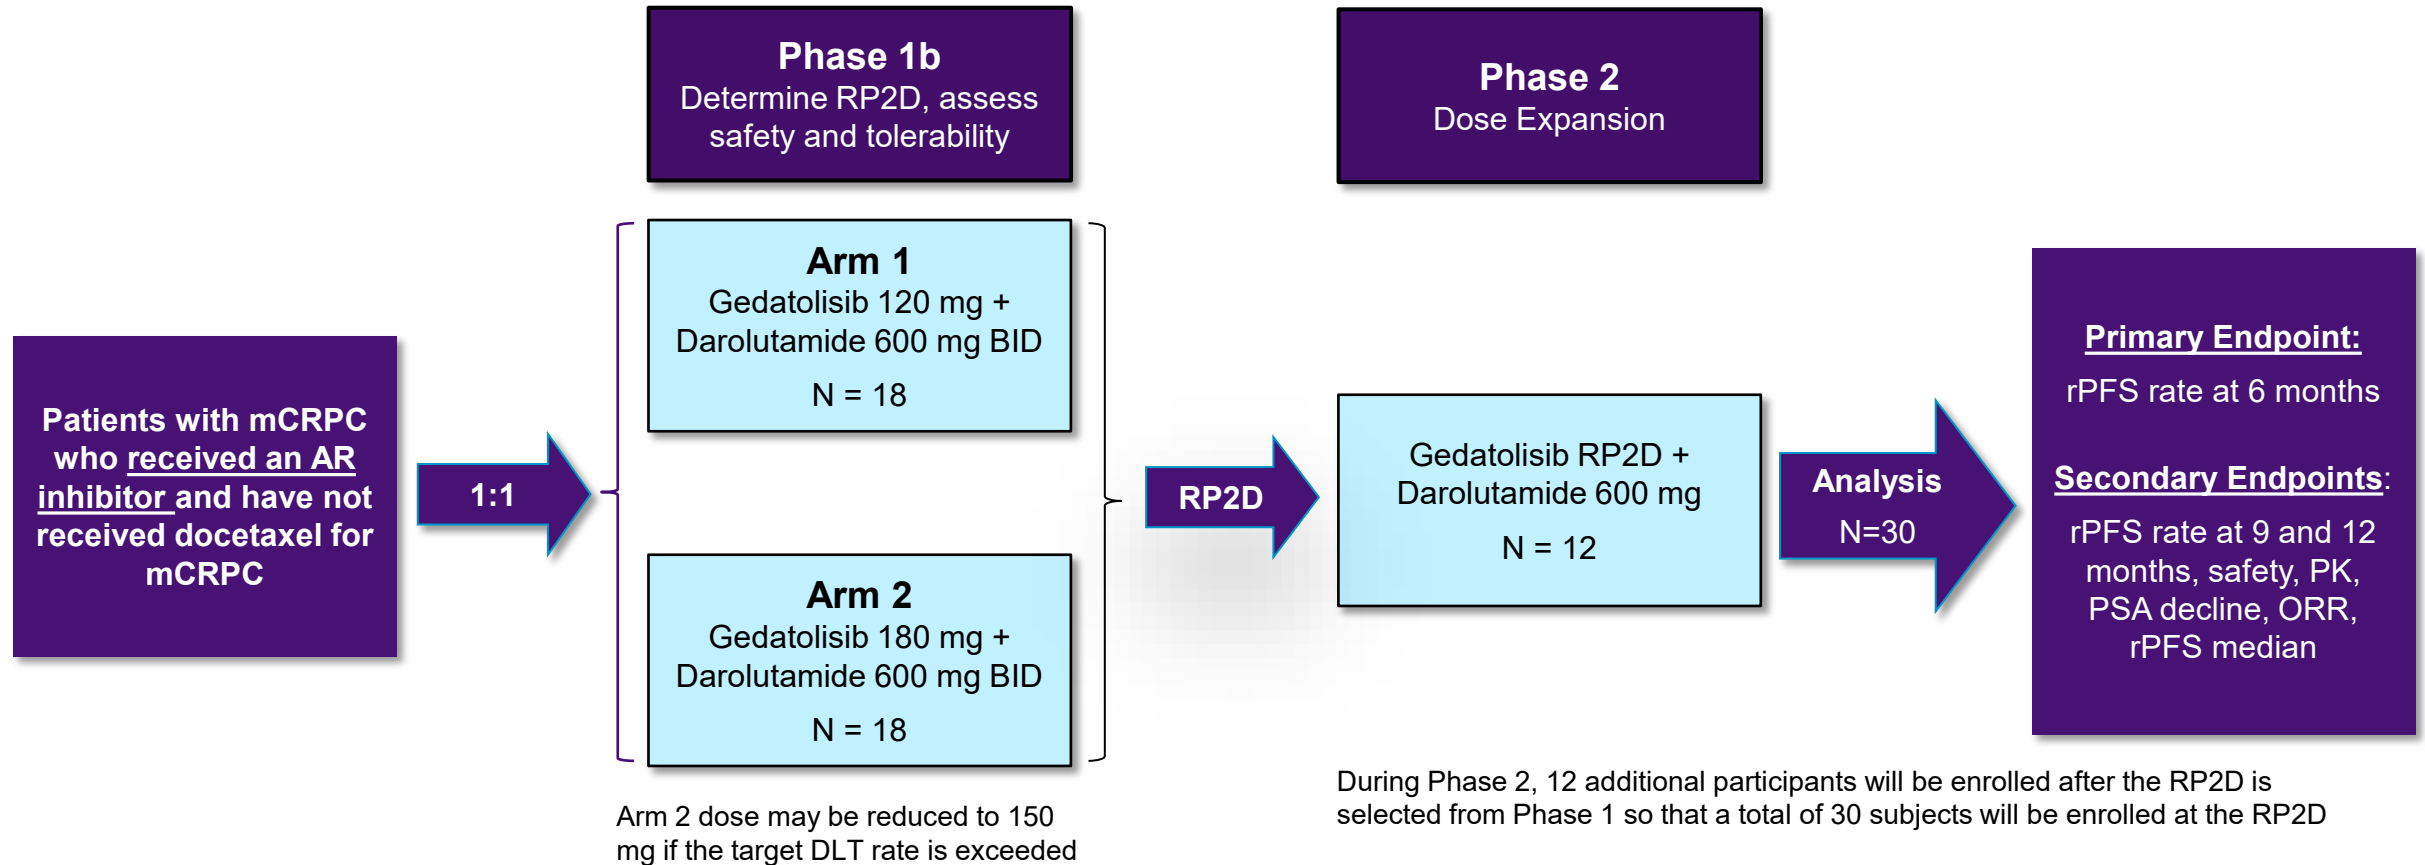 Phase 1b
Determine RP2D, assess
safety and tolerability
Phase 2
Dose Expansion
Patients with mCRPC
who received an AR
inhibitor and have not
received docetaxel for
mCRPC
1:1
Arm 1
Gedatolisib 120 mg +
Darolutamide 600 mg BID
N = 18
Arm 2
Gedatolisib 180 mg +
Darolutamide 600 mg BID
N = 18
Arm 2 dose may be reduced to 150
mg if the target DLT rate is exceeded
RP2D
Gedatolisib RP2D +
Darolutamide 600 mg
N = 12
During Phase 2, 12 additional participants will be enrolled after the RP2D is
selected from Phase 1 so that a total of 30 subjects will be enrolled at the RP2D
Analysis
N=30
Primary Endpoint:
rPFS rate at 6 months
Secondary Endpoints:
rPFS rate at 9 and 12
months, safety, PK,
PSA decline, ORR,
rPFS median